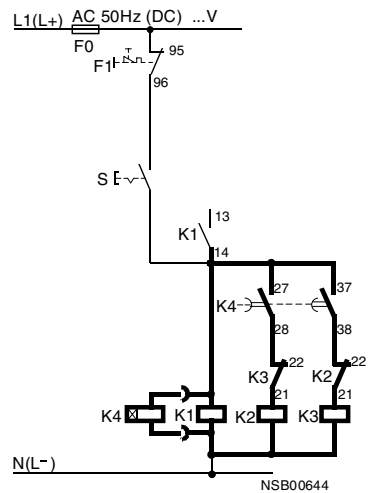 L1(L+) AC 50Hz (DC) ...V
F0
95
F1
96
S
13
K1
14
27 37
K4
28 38
22 22
K3 K2
21 21
K4 K1 K2 K3
N(L-)
NSB00644